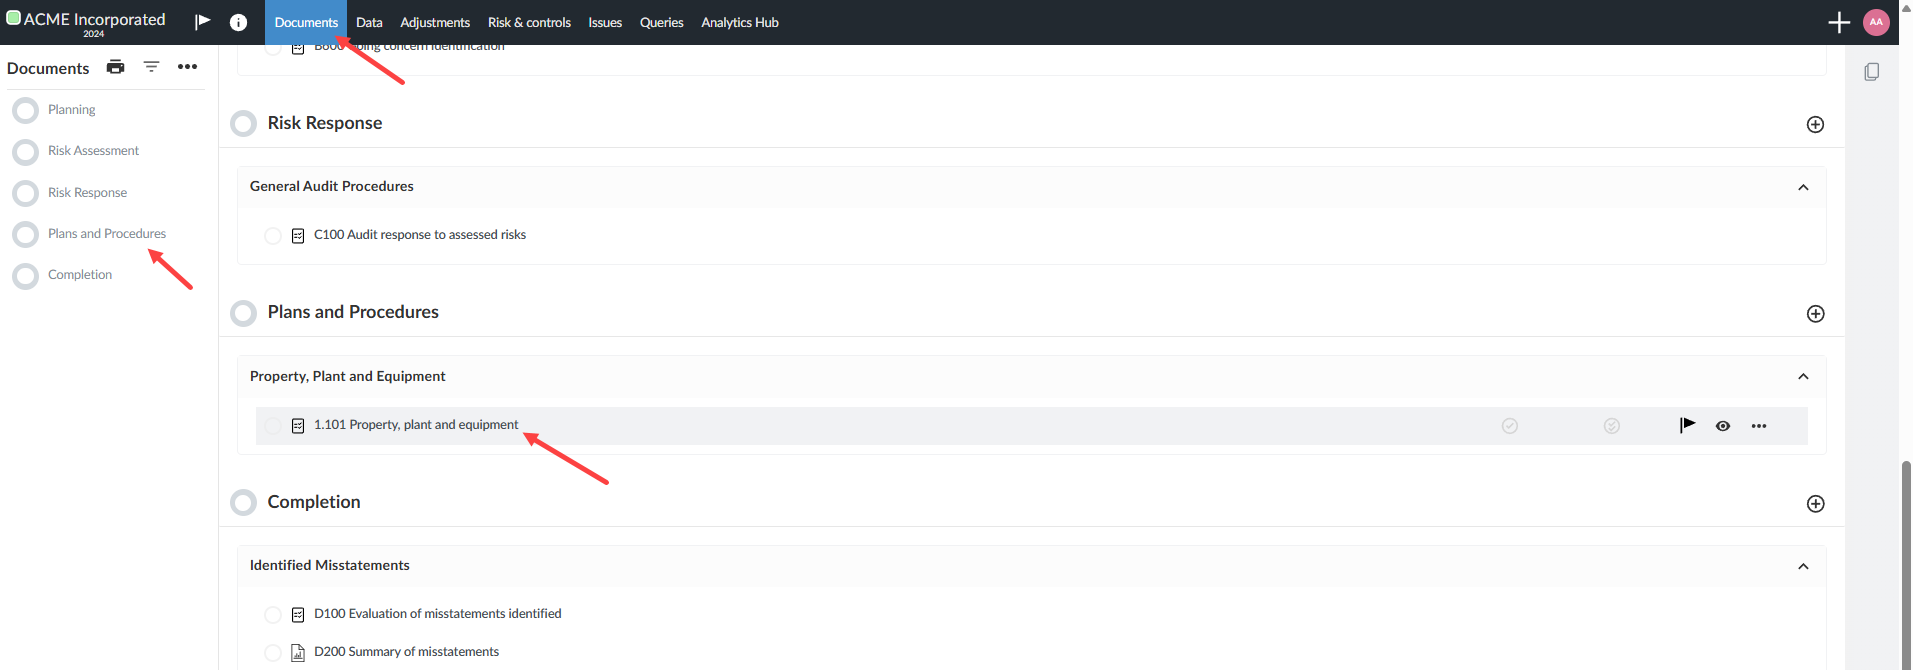 ACME Incorporated
2024
Documents Data Adjustments Risk & controls Issues Queries Analytics Hub
AA
Documents
Planning
Risk Assessment
Risk Response
Plans and Procedures
Completion
going concern identification
Risk Response
General Audit Procedures
C100 Audit response to assessed risks
Plans and Procedures
Property, Plant and Equipment
1.101 Property, plant and equipment
Completion
Identified Misstatements
D100 Evaluation of misstatements identified
D200 Summary of misstatements